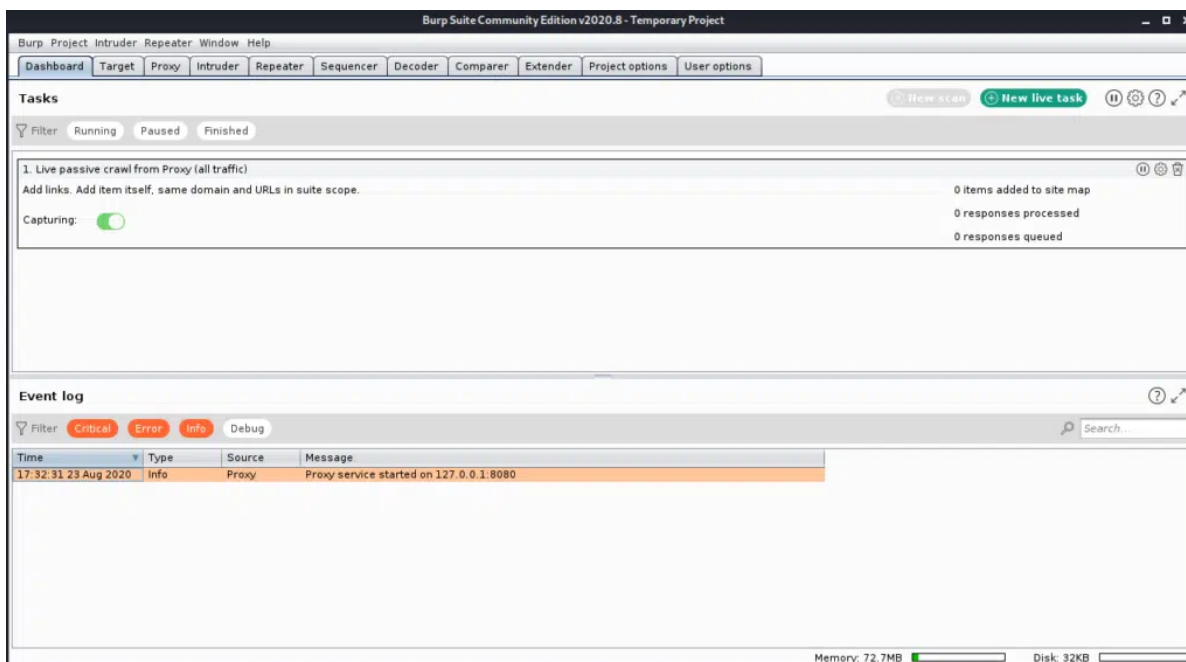 Burp Suite Community Edition v2020.8 - Temporary Project
Burp Project Intruder Repeater Window Help
Dashboard Target Proxy Intruder Repeater Sequencer Decoder Comparer Extender Project options User options
Tasks New scan New live task
Filter Running Paused Finished
1. Live passive crawl from Proxy (all traffic)
Add links. Add item itself, same domain and URLs in suite scope. 0 items added to site map
Capturing: 0 responses processed
0 responses queued
Event log
Filter Critical Error Info Debug Search...
Time Type Source Message
17:32:31 23 Aug 2020 Info Proxy Proxy service started on 127.0.0.1:8080
Memory: 72.7MB Disk: 32KB